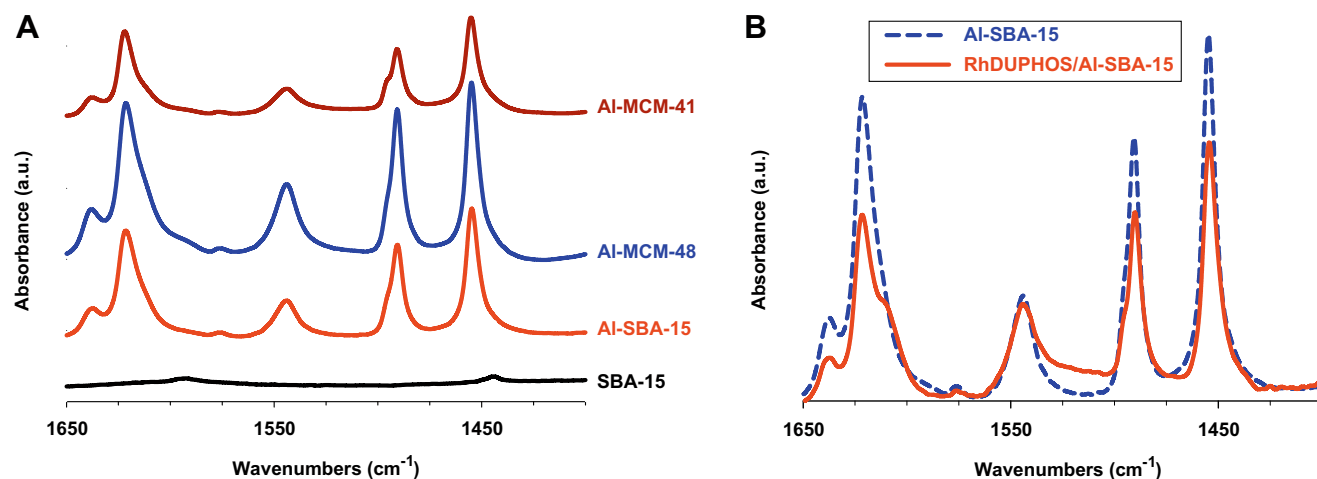 A
Absorbance (a.u.)
Al-MCM-41
Al-MCM-48
Al-SBA-15
SBA-15
1650
1550
1450
Wavenumbers (cm⁻¹)
B
Al-SBA-15
RhDUPHOS/Al-SBA-15
Absorbance (a.u.)
1650
1550
1450
Wavenumbers (cm⁻¹)